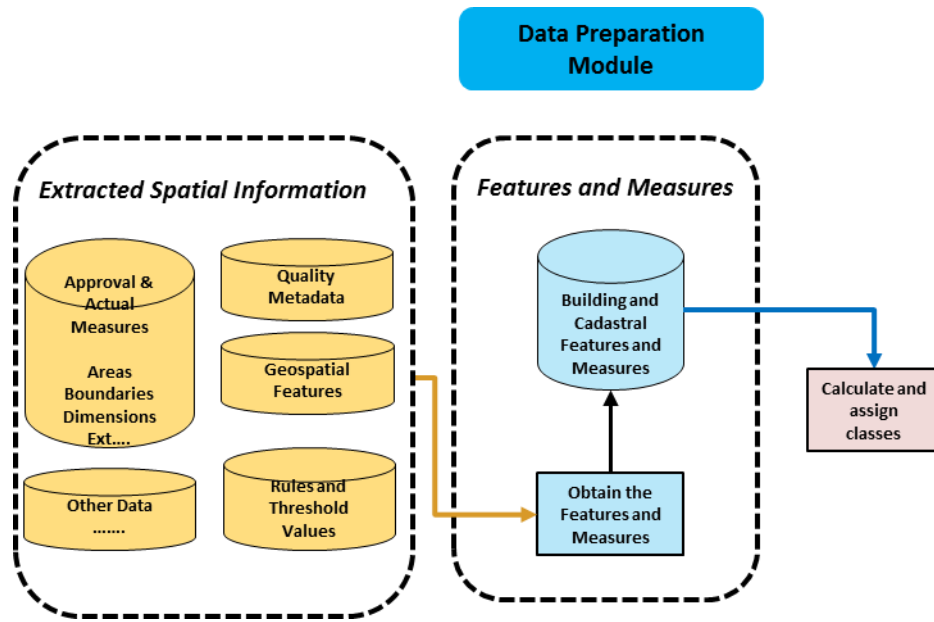 Data Preparation
Module
Extracted Spatial Information
Approval &
Actual
Measures
Areas
Boundaries
Dimensions
Ext....
Quality
Metadata
Geospatial
Features
Other Data
.......
Rules and
Threshold
Values
Features and Measures
Building and
Cadastral
Features and
Measures
Obtain the
Features and
Measures
Calculate and
assign
classes